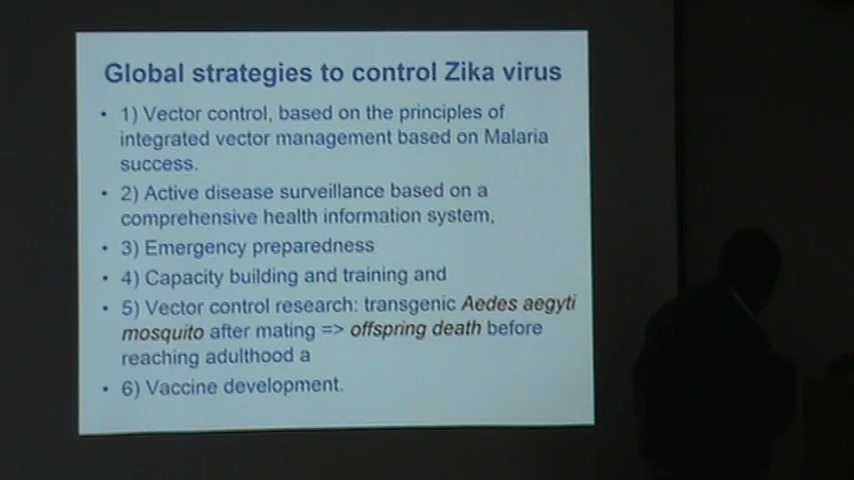 Global strategies to control Zika virus
• 1) Vector control, based on the principles of
integrated vector management based on Malaria
success.
• 2) Active disease surveillance based on a
comprehensive health information system,
• 3) Emergency preparedness
• 4) Capacity building and training and
• 5) Vector control research: transgenic Aedes aegyti
mosquito after mating => offspring death before
reaching adulthood a
• 6) Vaccine development.